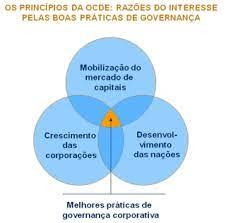 OS PRINCÍPIOS DA OCDE: RAZÕES DO INTERESSE
PELAS BOAS PRÁTICAS DE GOVERNANÇA
Mobilização do
mercado de
capitais
Crescimento
das
corporações
Desenvol-
vimento
das nações
Melhores práticas de
governança corporativa